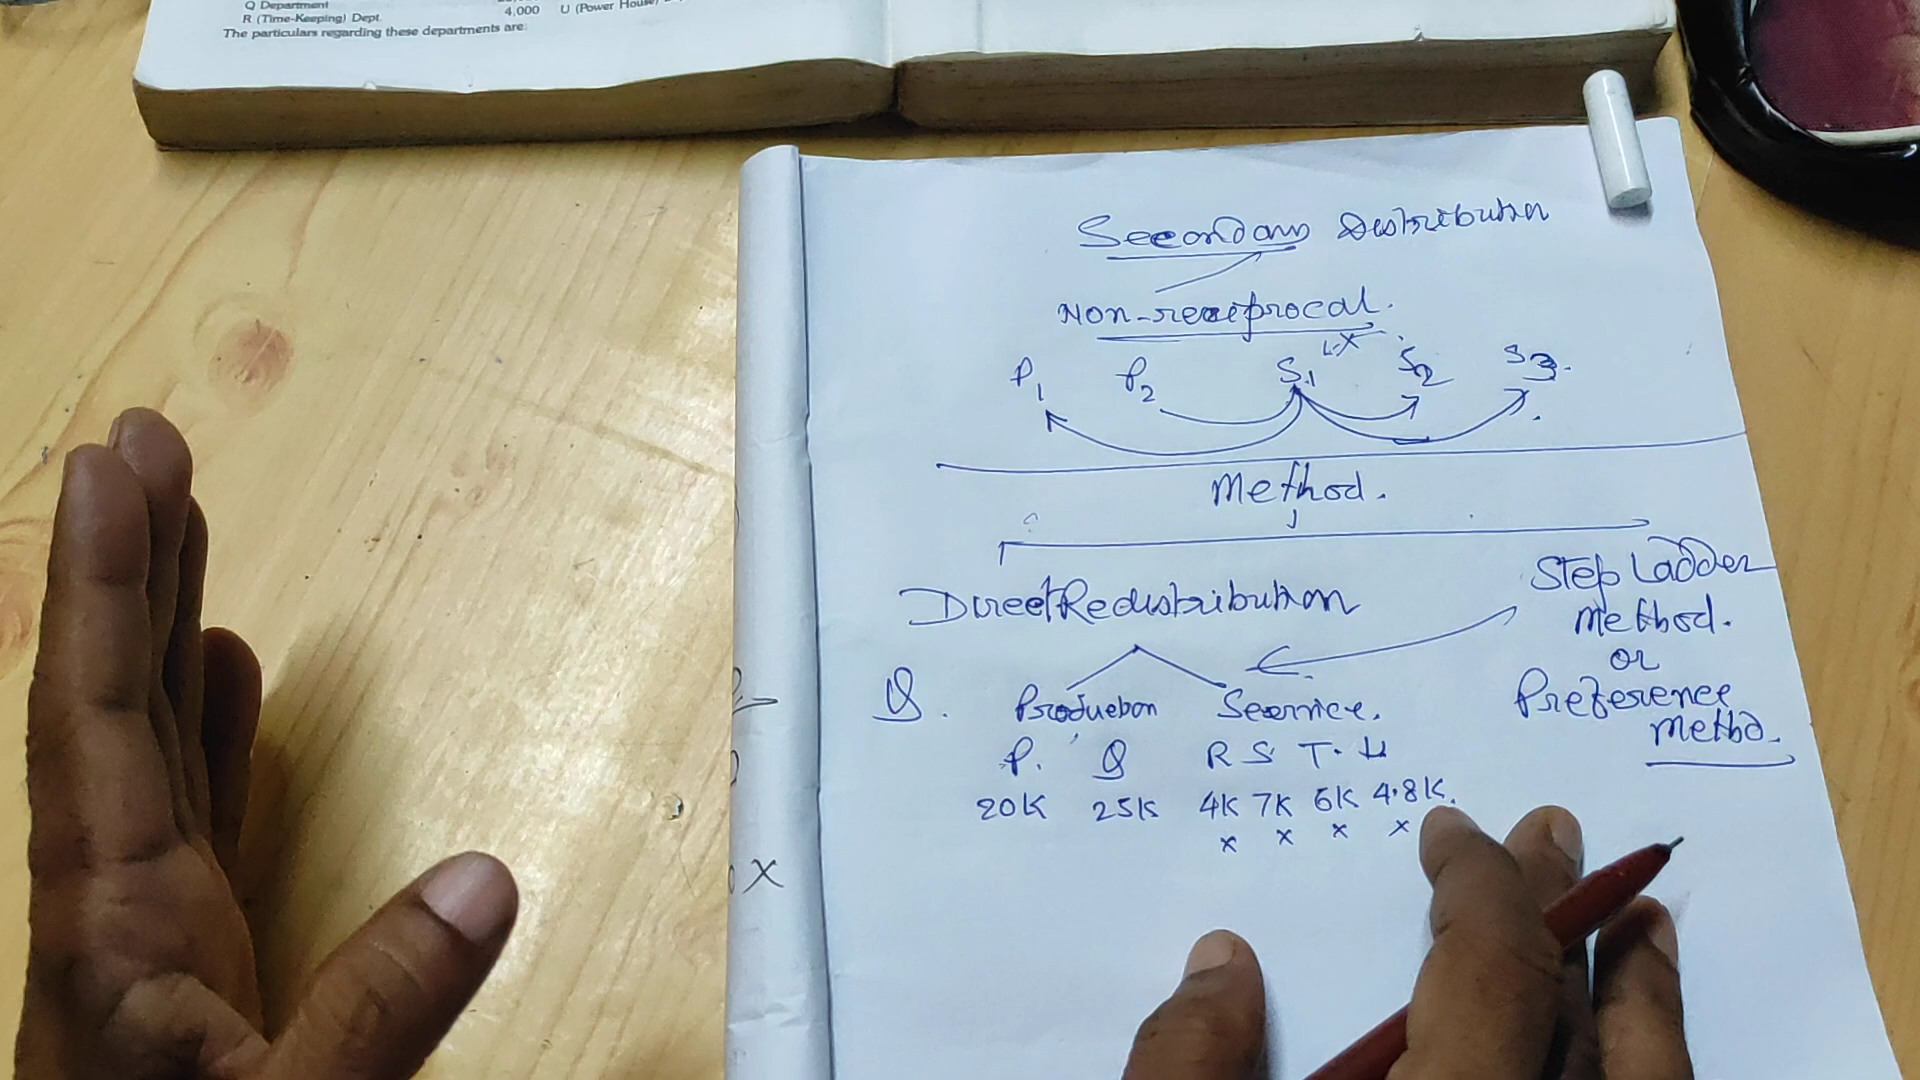 Q Department
R (Time-Keeping) Dept. 4,000 U (Power House)
The particulars regarding these departments are:
Secondary Distribution
Non-reciprocal.
P1 P2 S1 X S2 S3.
Method.
Direct Redistribution
Step Ladder
Method.
or
Preference
Method.
Q. Production Service.
P. Q R S T. U
20K 25K 4K 7K 6K 4.8K.
x x x x
x